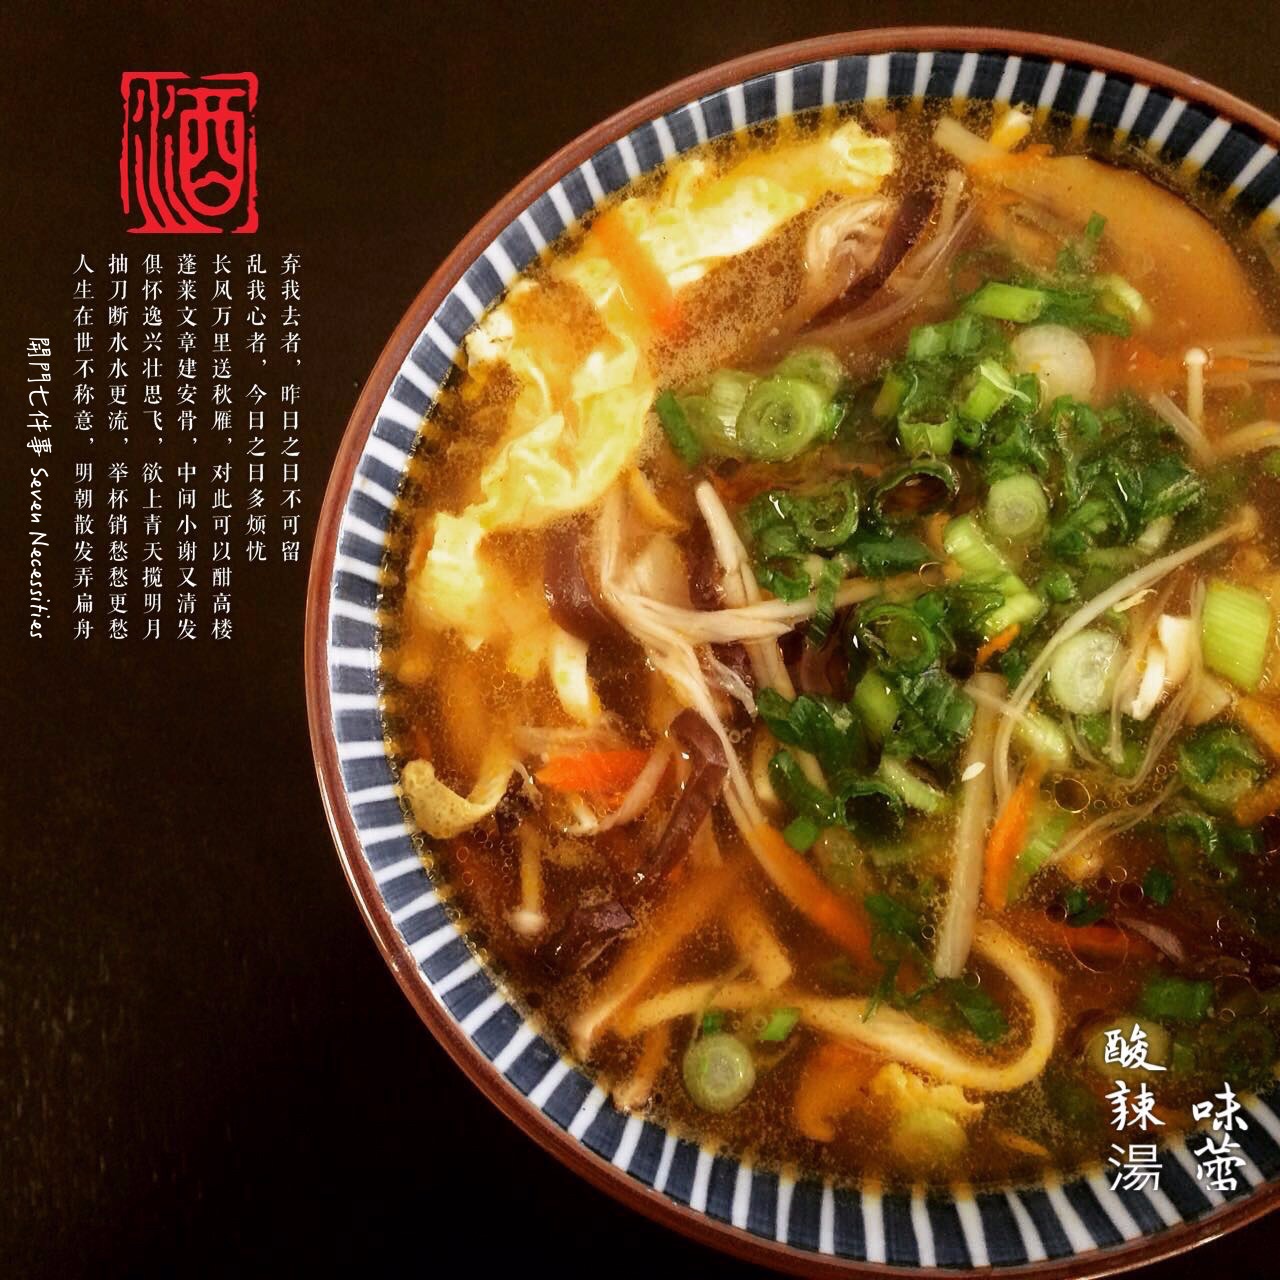 酒
弃我去者，昨日之日不可留
乱我心者，今日之日多烦忧
长风万里送秋雁，对此可以酣高楼
蓬莱文章建安骨，中间小谢又清发
俱怀逸兴壮思飞，欲上青天揽明月
抽刀断水水更流，举杯销愁愁更愁
人生在世不称意，明朝散发弄扁舟
開門七件事 Seven Necessities
味蕾
酸辣湯